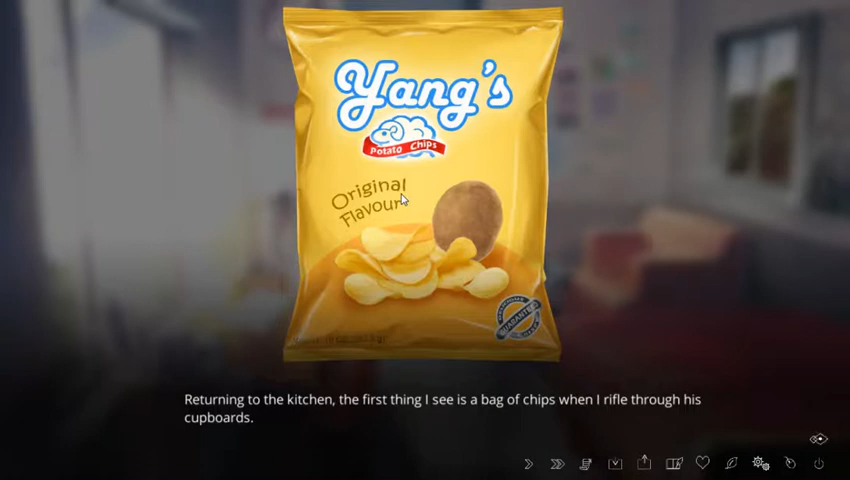 Yang's
Potato Chips
Original
Flavour
GUARANTEE
Returning to the kitchen, the first thing I see is a bag of chips when I rifle through his
cupboards.